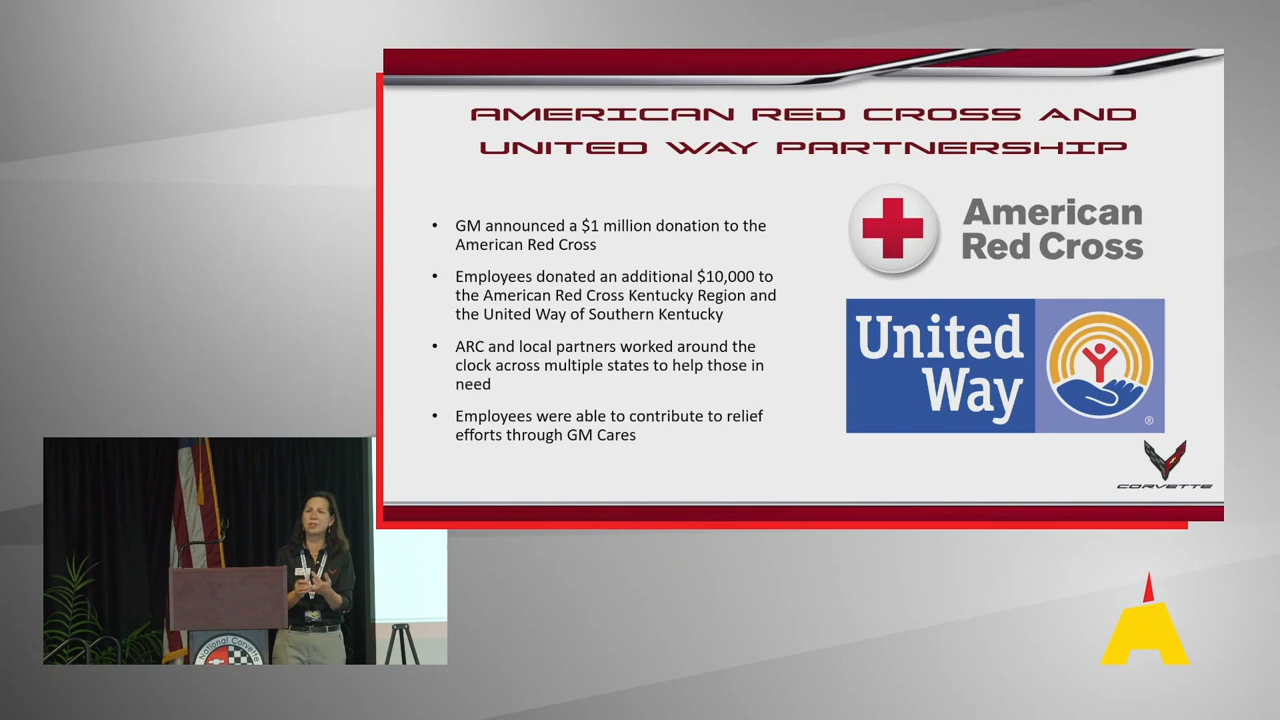 AMERICAN RED CROSS AND
UNITED WAY PARTNERSHIP
• GM announced a $1 million donation to the
American Red Cross
• Employees donated an additional $10,000 to
the American Red Cross Kentucky Region and
the United Way of Southern Kentucky
• ARC and local partners worked around the
clock across multiple states to help those in
need
• Employees were able to contribute to relief
efforts through GM Cares
American
Red Cross
United
Way
®
CORVETTE
National Corvette